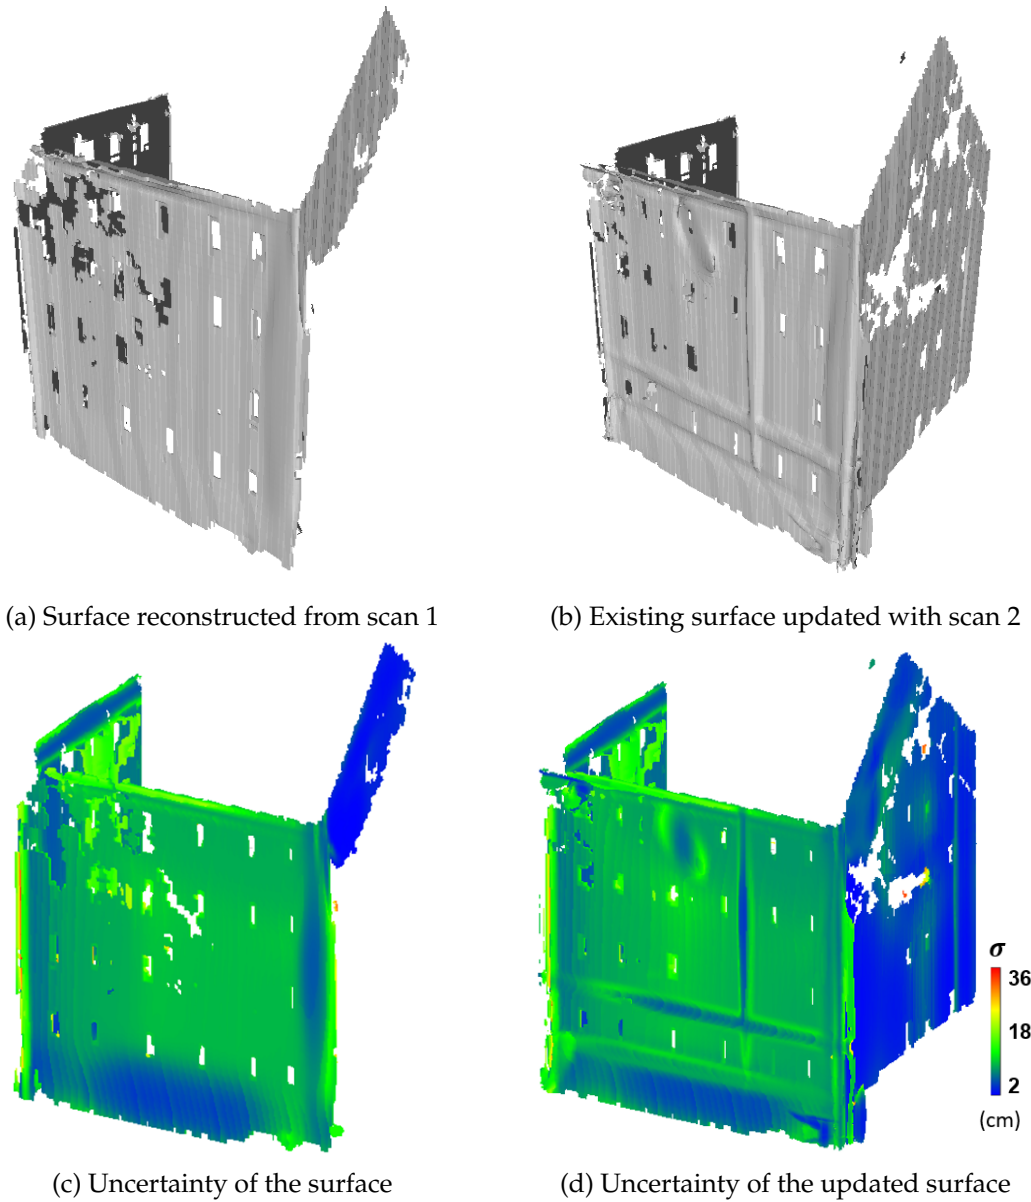 (a) Surface reconstructed from scan 1
(b) Existing surface updated with scan 2
σ
36
18
2
(cm)
(c) Uncertainty of the surface
(d) Uncertainty of the updated surface